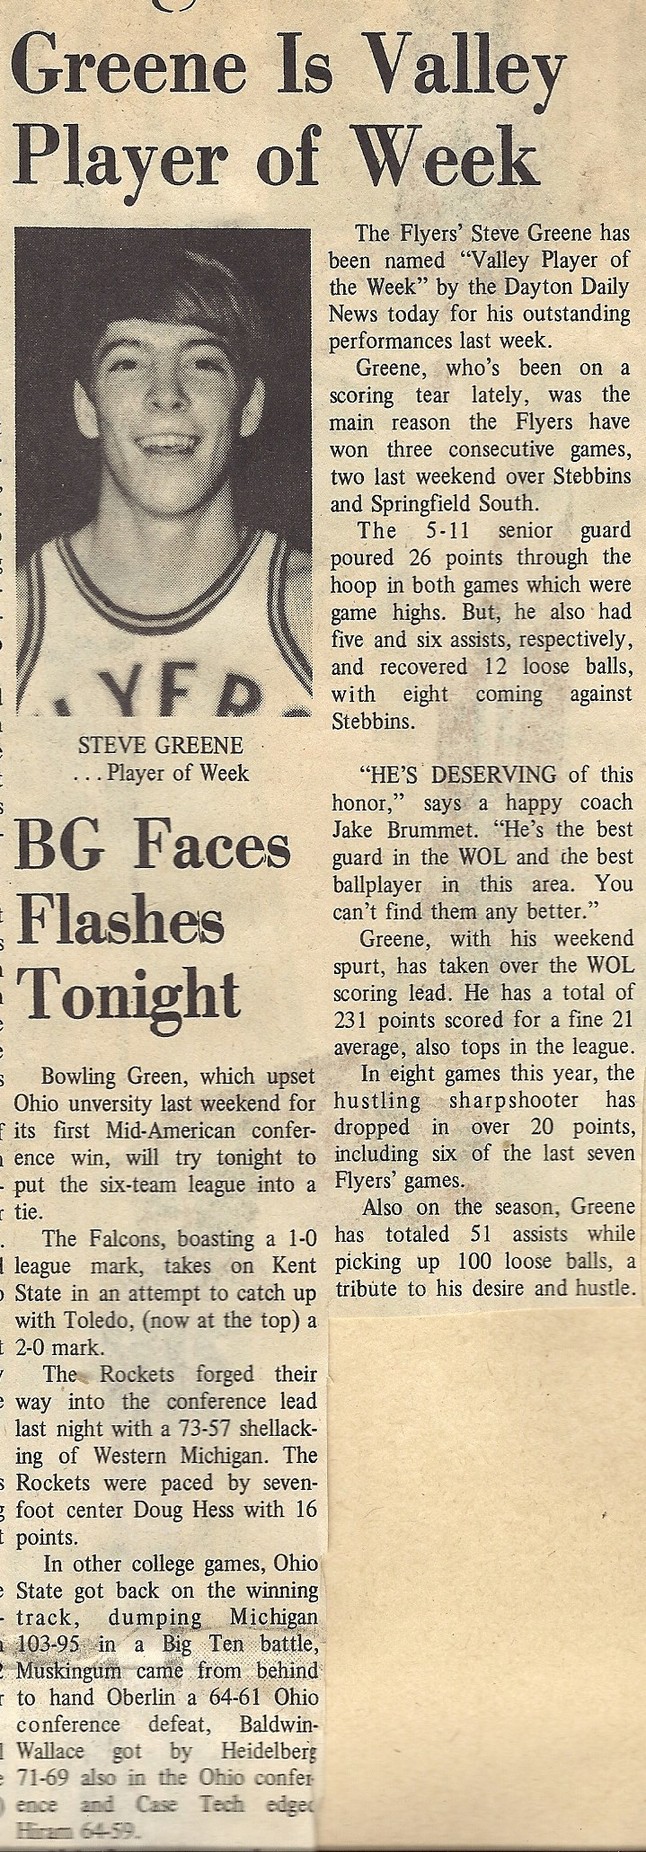 Greene Is Valley
Player of Week
YER
STEVE GREENE
...Player of Week
The Flyers' Steve Greene has
been named “Valley Player of
the Week” by the Dayton Daily
News today for his outstanding
performances last week.
Greene, who's been on a
scoring tear lately, was the
main reason the Flyers have
won three consecutive games,
two last weekend over Stebbins
and Springfield South.
The 5-11 senior guard
poured 26 points through the
hoop in both games which were
game highs. But, he also had
five and six assists, respectively,
and recovered 12 loose balls,
with eight coming against
Stebbins.
“HE'S DESERVING of this
honor,” says a happy coach
Jake Brummet. “He's the best
guard in the WOL and the best
ballplayer in this area. You
can't find them any better.”
Greene, with his weekend
spurt, has taken over the WOL
scoring lead. He has a total of
231 points scored for a fine 21
average, also tops in the league.
In eight games this year, the
hustling sharpshooter has
dropped in over 20 points,
including six of the last seven
Flyers' games.
Also on the season, Greene
has totaled 51 assists while
picking up 100 loose balls, a
tribute to his desire and hustle.
BG Faces
Flashes
Tonight
Bowling Green, which upset
Ohio unversity last weekend for
its first Mid-American confer-
ence win, will try tonight to
put the six-team league into a
tie.
The Falcons, boasting a 1-0
league mark, takes on Kent
State in an attempt to catch up
with Toledo, (now at the top) a
2-0 mark.
The Rockets forged their
way into the conference lead
last night with a 73-57 shellack-
ing of Western Michigan. The
Rockets were paced by seven-
foot center Doug Hess with 16
points.
In other college games, Ohio
State got back on the winning
track, dumping Michigan
103-95 in a Big Ten battle,
Muskingum came from behind
to hand Oberlin a 64-61 Ohio
conference defeat, Baldwin-
Wallace got by Heidelberg
71-69 also in the Ohio confer-
ence and Case Tech edged
Hiram 64-59.